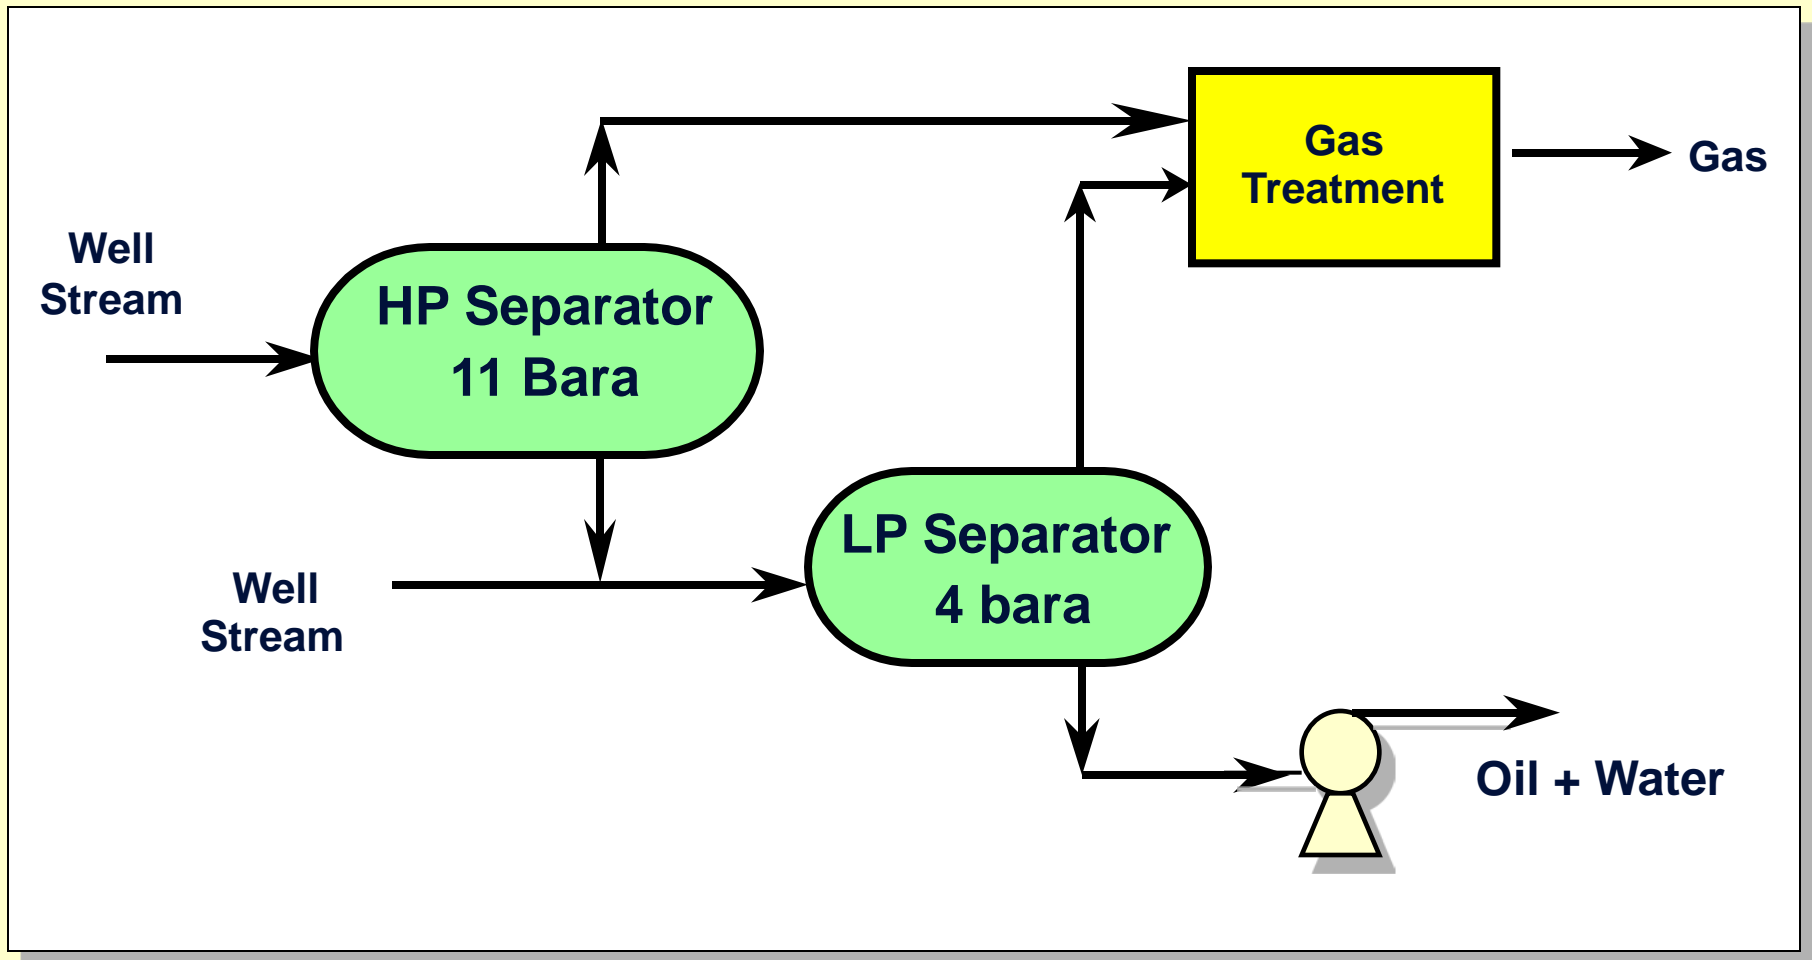 Gas
Treatment
Gas
Well
Stream
HP Separator
11 Bara
LP Separator
4 bara
Well
Stream
Oil + Water